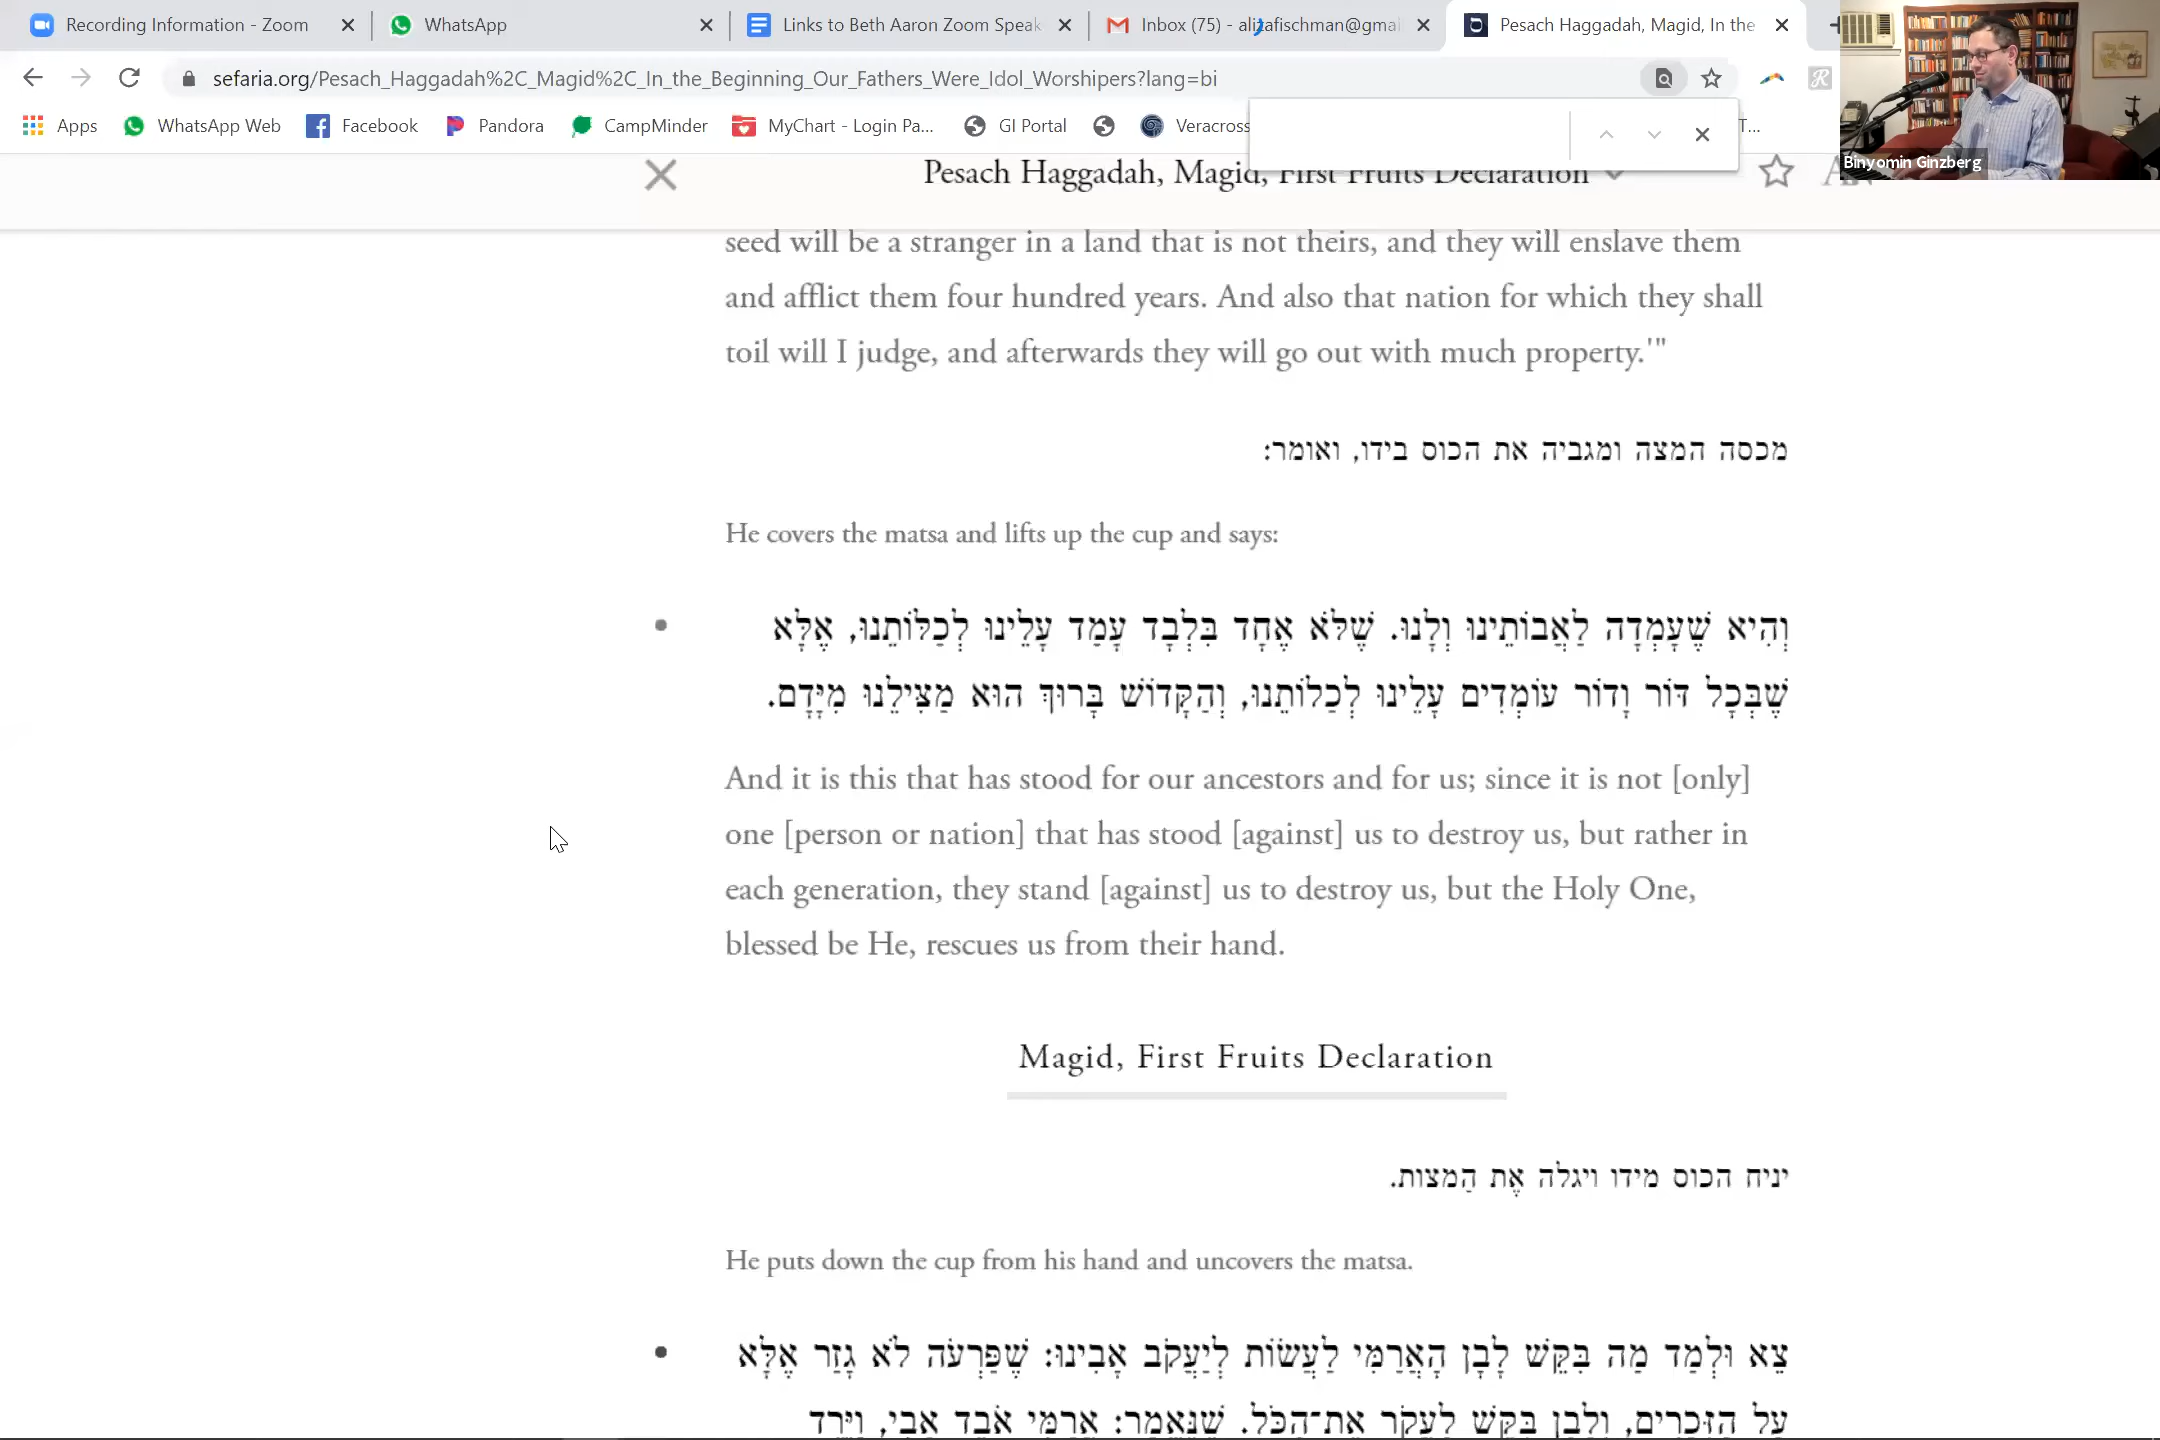 Recording Information - Zoom
WhatsApp
Links to Beth Aaron Zoom Speak
Inbox (75) - alizafischman@gmai
Pesach Haggadah, Magid, In the
sefaria.org/Pesach_Haggadah%2C_Magid%2C_In_the_Beginning_Our_Fathers_Were_Idol_Worshipers?lang=bi
Apps
WhatsApp Web
Facebook
Pandora
CampMinder
MyChart - Login Pa...
GI Portal
Veracross
T...
Binyomin Ginzberg
Pesach Haggadah, Magid, First Fruits Declaration
seed will be a stranger in a land that is not theirs, and they will enslave them
and afflict them four hundred years. And also that nation for which they shall
toil will I judge, and afterwards they will go out with much property.'"
מכסה המצה ומגביה את הכוס בידו, ואומר:
He covers the matsa and lifts up the cup and says:
וְהִיא שֶׁעָמְדָה לַאֲבוֹתֵינוּ וְלָנוּ. שֶׁלֹּא אֶחָד בִּלְבָד עָמַד עָלֵינוּ לְכַלּוֹתֵנוּ, אֶלָּא
שֶׁבְּכָל דּוֹר וָדוֹר עוֹמְדִים עָלֵינוּ לְכַלוֹתֵנוּ, וְהַקָּדוֹשׁ בָּרוּךְ הוּא מַצִּילֵנוּ מִיָּדָם.
And it is this that has stood for our ancestors and for us; since it is not [only]
one [person or nation] that has stood [against] us to destroy us, but rather in
each generation, they stand [against] us to destroy us, but the Holy One,
blessed be He, rescues us from their hand.
Magid, First Fruits Declaration
יניח הכוס מידו ויגלה אֶת הַמצות.
He puts down the cup from his hand and uncovers the matsa.
צֵא וּלְמַד מַה בִּקֵּשׁ לָבָן הָאֲרַמִּי לַעֲשׂוֹת לְיַעֲקֹב אָבִינוּ: שֶׁפַּרְעֹה לֹא גָזַר אֶלָּא
עַל הַזְּכָרִים, וְלָבָן בִּקֵּשׁ לַעֲקֹר אֶת־הַכֹּל. שֶׁנֶּאֱמַר: אֲרַמִּי אֹבֵד אָבִי, וַיֵּרֶד